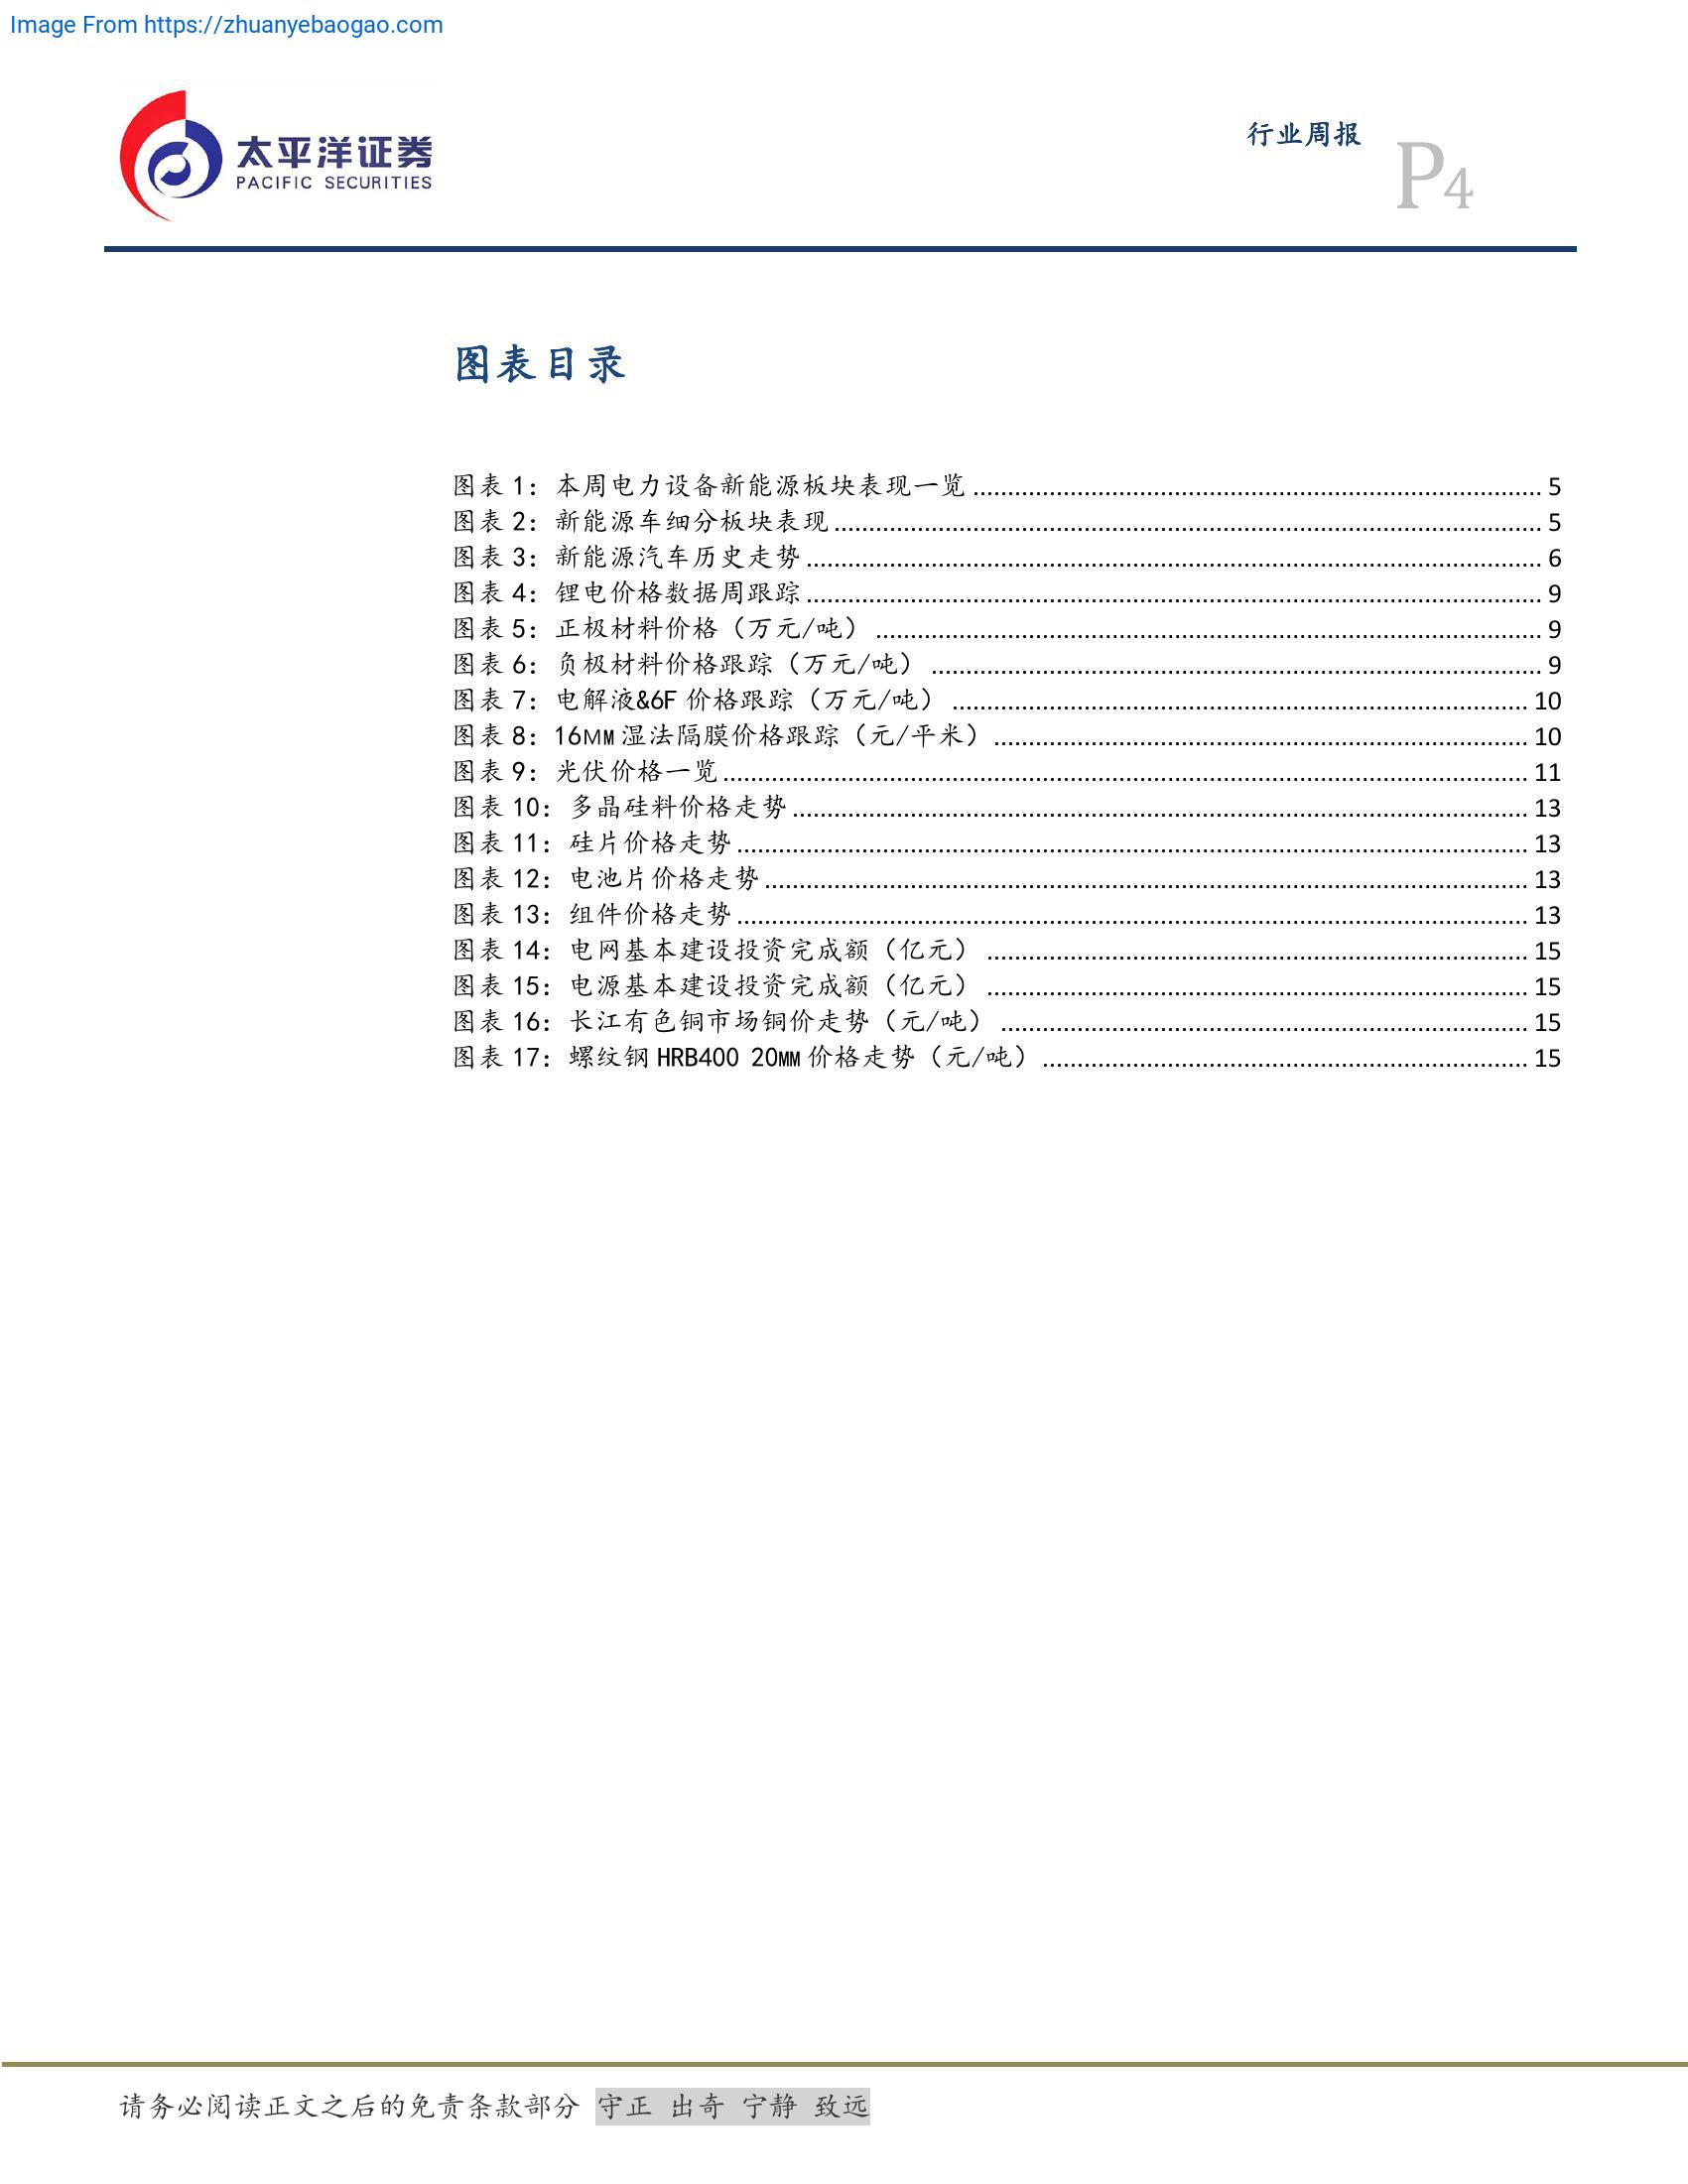 Image From https://zhuanyebaogao.com
太平洋证券
PACIFIC SECURITIES
行业周报
P4
图表目录
图表 1：本周电力设备新能源板块表现一览 ........ 5
图表 2：新能源车细分板块表现 ........ 5
图表 3：新能源汽车历史走势 ........ 6
图表 4：锂电价格数据周跟踪 ........ 9
图表 5：正极材料价格（万元/吨） ........ 9
图表 6：负极材料价格跟踪（万元/吨） ........ 9
图表 7：电解液&6F 价格跟踪（万元/吨） ........ 10
图表 8：16ΜM 湿法隔膜价格跟踪（元/平米） ........ 10
图表 9：光伏价格一览 ........ 11
图表 10：多晶硅料价格走势 ........ 13
图表 11：硅片价格走势 ........ 13
图表 12：电池片价格走势 ........ 13
图表 13：组件价格走势 ........ 13
图表 14：电网基本建设投资完成额（亿元） ........ 15
图表 15：电源基本建设投资完成额（亿元） ........ 15
图表 16：长江有色铜市场铜价走势（元/吨） ........ 15
图表 17：螺纹钢 HRB400 20MM 价格走势（元/吨） ........ 15
请务必阅读正文之后的免责条款部分 守正 出奇 宁静 致远